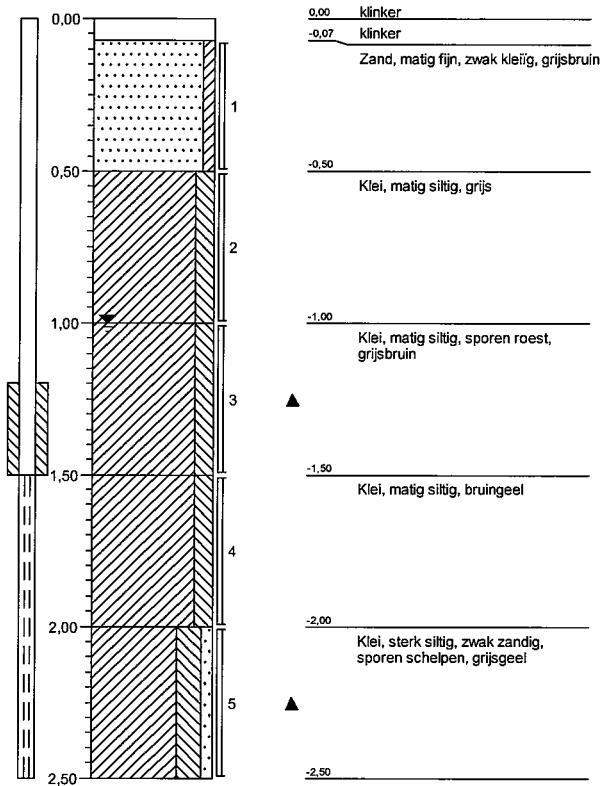 0,00
0,00 klinker
-0,07 klinker
Zand, matig fijn, zwak kleiïg, grijsbruin
1
0,50
-0,50
Klei, matig siltig, grijs
2
1,00
-1,00
Klei, matig siltig, sporen roest,
grijsbruin
3
1,50
-1,50
Klei, matig siltig, bruingeel
4
2,00
-2,00
Klei, sterk siltig, zwak zandig,
sporen schelpen, grijsgeel
5
2,50
-2,50